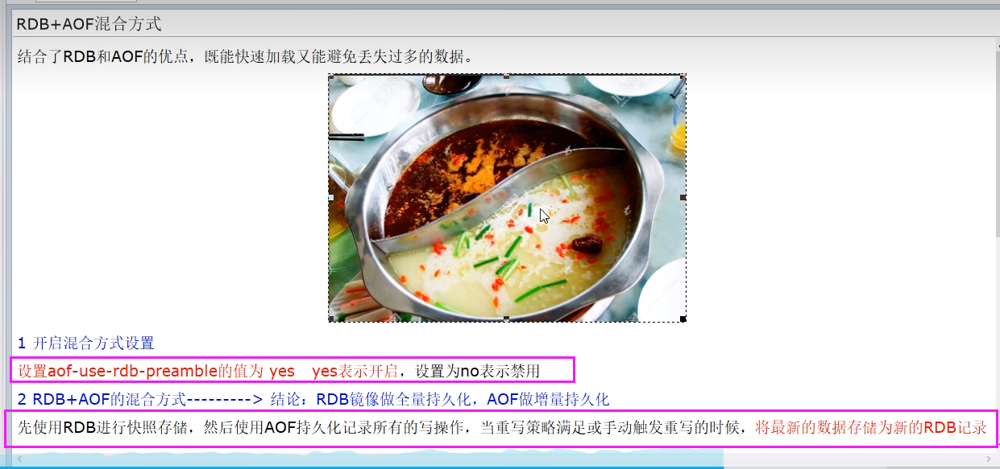 RDB+AOF混合方式
结合了RDB和AOF的优点，既能快速加载又能避免丢失过多的数据。
1 开启混合方式设置
设置aof-use-rdb-preamble的值为 yes   yes表示开启，设置为no表示禁用
2 RDB+AOF的混合方式---------> 结论：RDB镜像做全量持久化，AOF做增量持久化
先使用RDB进行快照存储，然后使用AOF持久化记录所有的写操作，当重写策略满足或手动触发重写的时候，将最新的数据存储为新的RDB记录